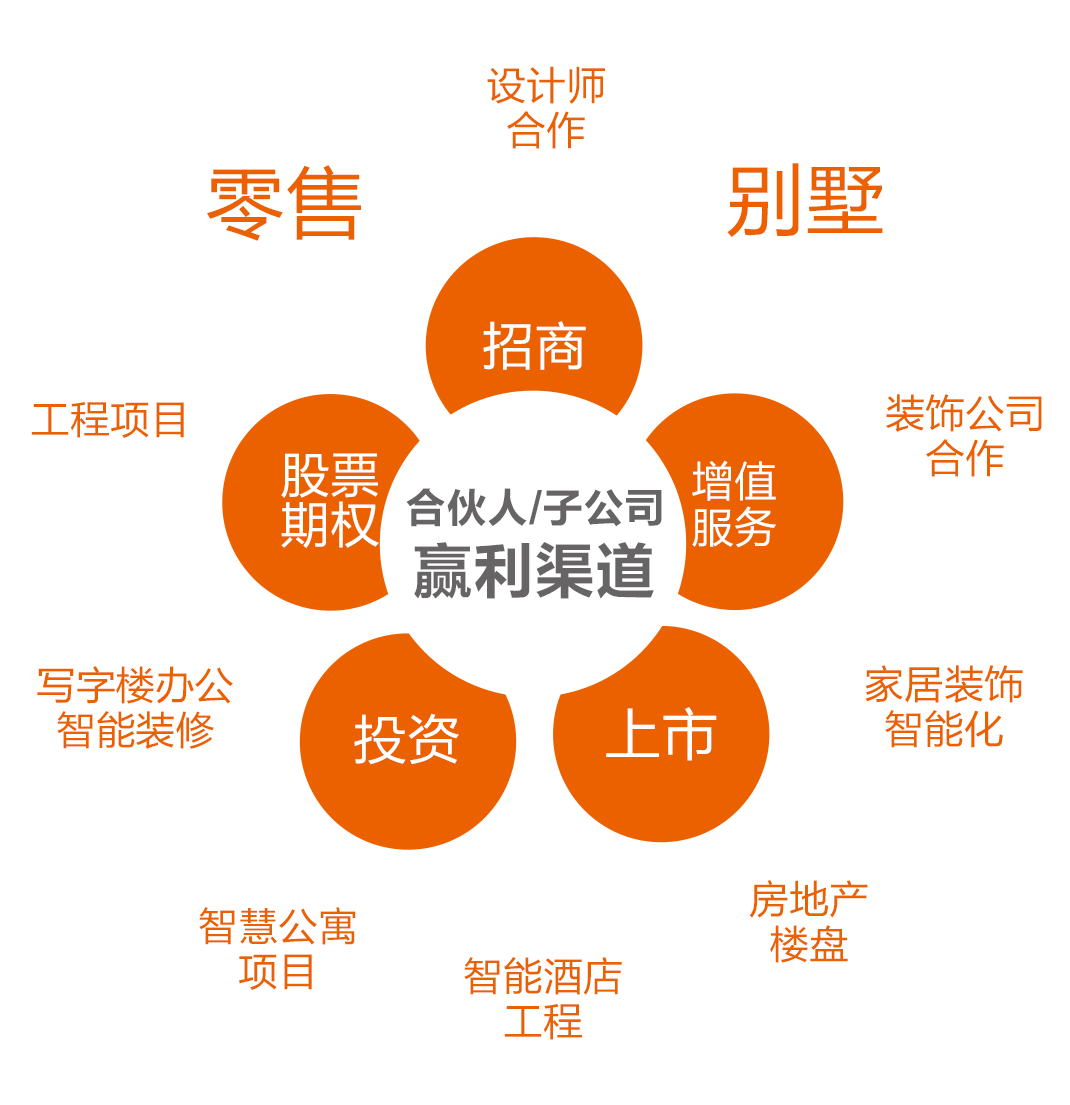 设计师
合作
零售
别墅
招商
工程项目
装饰公司
合作
股票
期权
增值
服务
合伙人/子公司
赢利渠道
写字楼办公
智能装修
家居装饰
智能化
投资
上市
房地产
楼盘
智慧公寓
项目
智能酒店
工程